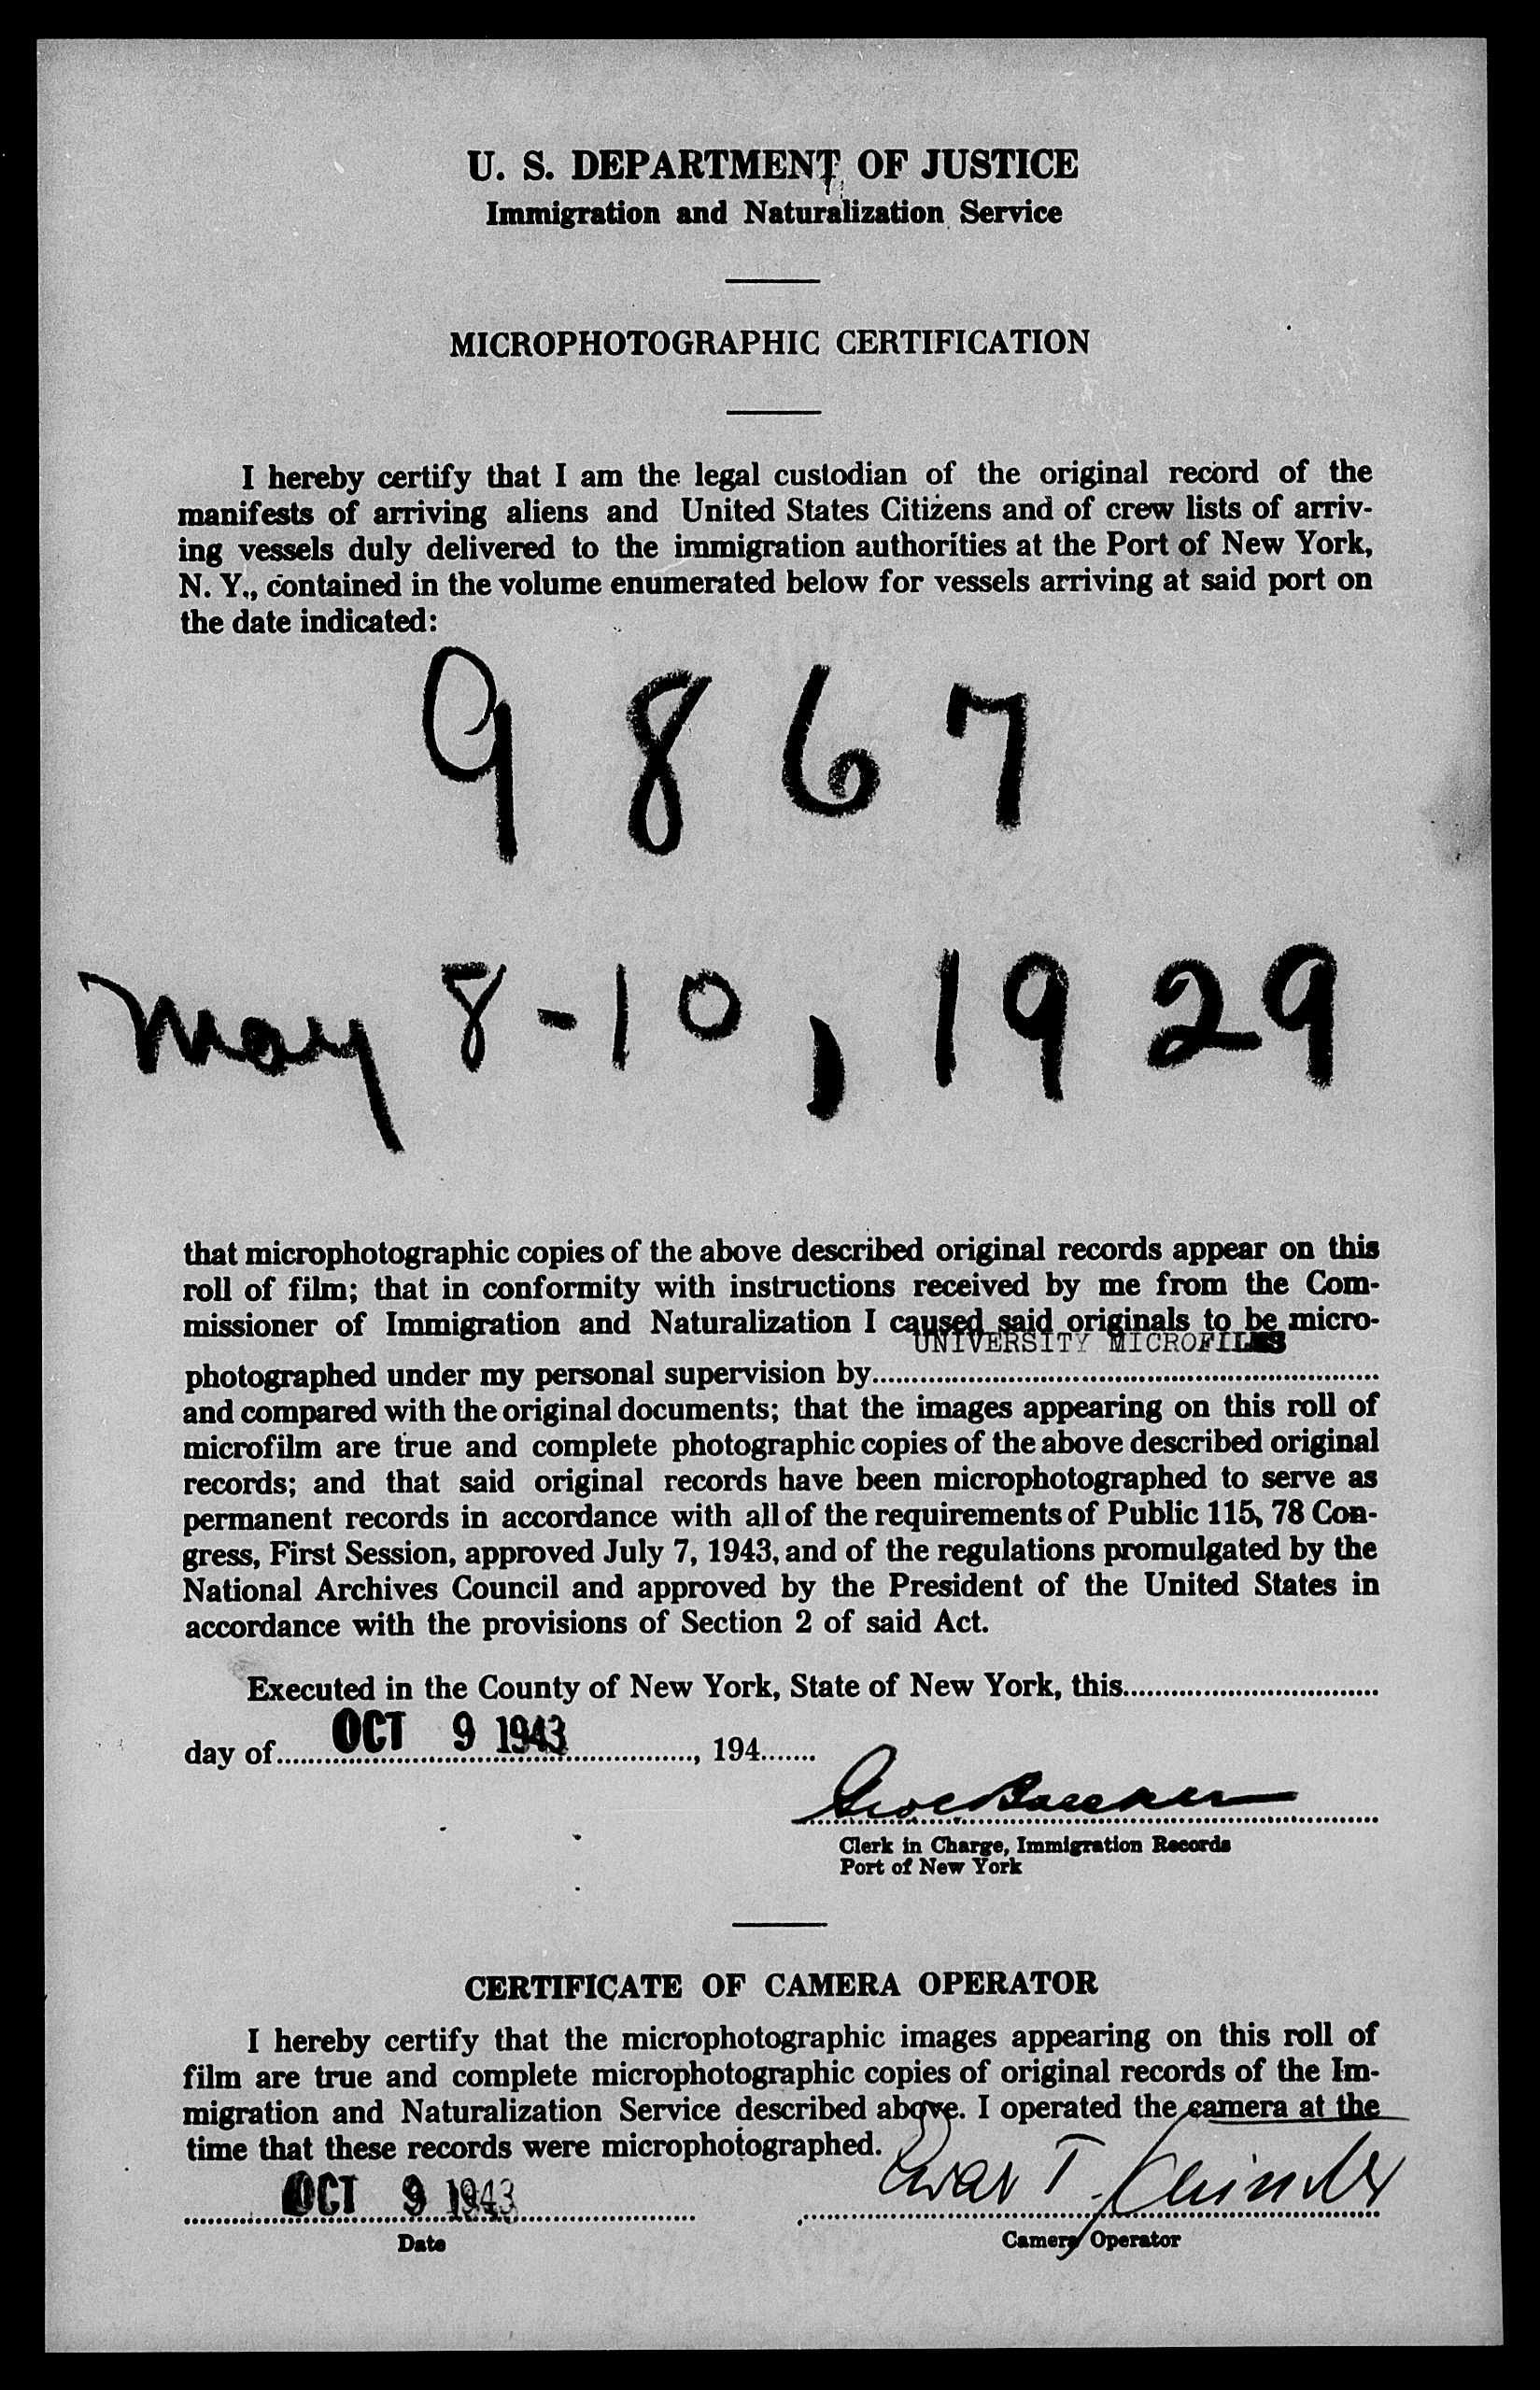 U. S. DEPARTMENT OF JUSTICE
Immigration and Naturalization Service
MICROPHOTOGRAPHIC CERTIFICATION
I hereby certify that I am the legal custodian of the original record of the
manifests of arriving aliens and United States Citizens and of crew lists of arriv-
ing vessels duly delivered to the immigration authorities at the Port of New York,
N. Y., contained in the volume enumerated below for vessels arriving at said port on
the date indicated:
9867
May 8-10, 1929
that microphotographic copies of the above described original records appear on this
roll of film; that in conformity with instructions received by me from the Com-
missioner of Immigration and Naturalization I caused said originals to be micro-
UNIVERSITY MICROFILMS
photographed under my personal supervision by
and compared with the original documents; that the images appearing on this roll of
microfilm are true and complete photographic copies of the above described original
records; and that said original records have been microphotographed to serve as
permanent records in accordance with all of the requirements of Public 115, 78 Con-
gress, First Session, approved July 7, 1943, and of the regulations promulgated by the
National Archives Council and approved by the President of the United States in
accordance with the provisions of Section 2 of said Act.
Executed in the County of New York, State of New York, this
day of OCT 9 1943, 194
Clerk in Charge, Immigration Records
Port of New York
CERTIFICATE OF CAMERA OPERATOR
I hereby certify that the microphotographic images appearing on this roll of
film are true and complete microphotographic copies of original records of the Im-
migration and Naturalization Service described above. I operated the camera at the
time that these records were microphotographed.
OCT 9 1943
Date
Camera Operator